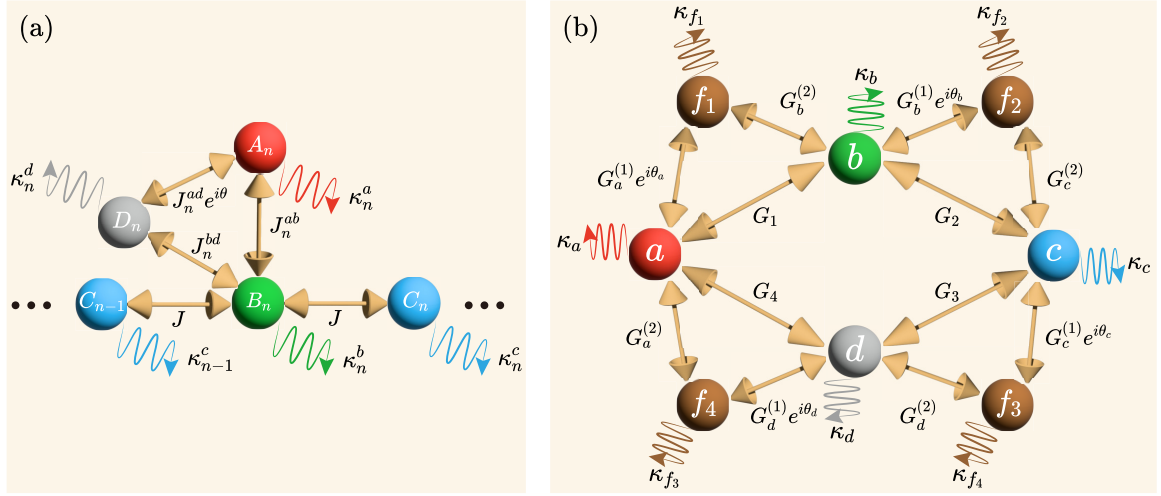 (a)
A_n
κ_n^d
J_n^{ad}e^{iθ}
κ_n^a
D_n
J_n^{ab}
J_n^{bd}
C_{n−1}
B_n
C_n
J
J
κ_{n−1}^c
κ_n^b
κ_n^c
(b)
κ_{f_1}
κ_{f_2}
κ_b
f_1
G_b^{(2)}
G_b^{(1)}e^{iθ_b}
f_2
b
G_a^{(1)}e^{iθ_a}
G_c^{(2)}
G_1
G_2
κ_a
a
c
κ_c
G_4
G_3
G_a^{(2)}
G_c^{(1)}e^{iθ_c}
d
f_4
G_d^{(1)}e^{iθ_d}
G_d^{(2)}
f_3
κ_d
κ_{f_3}
κ_{f_4}